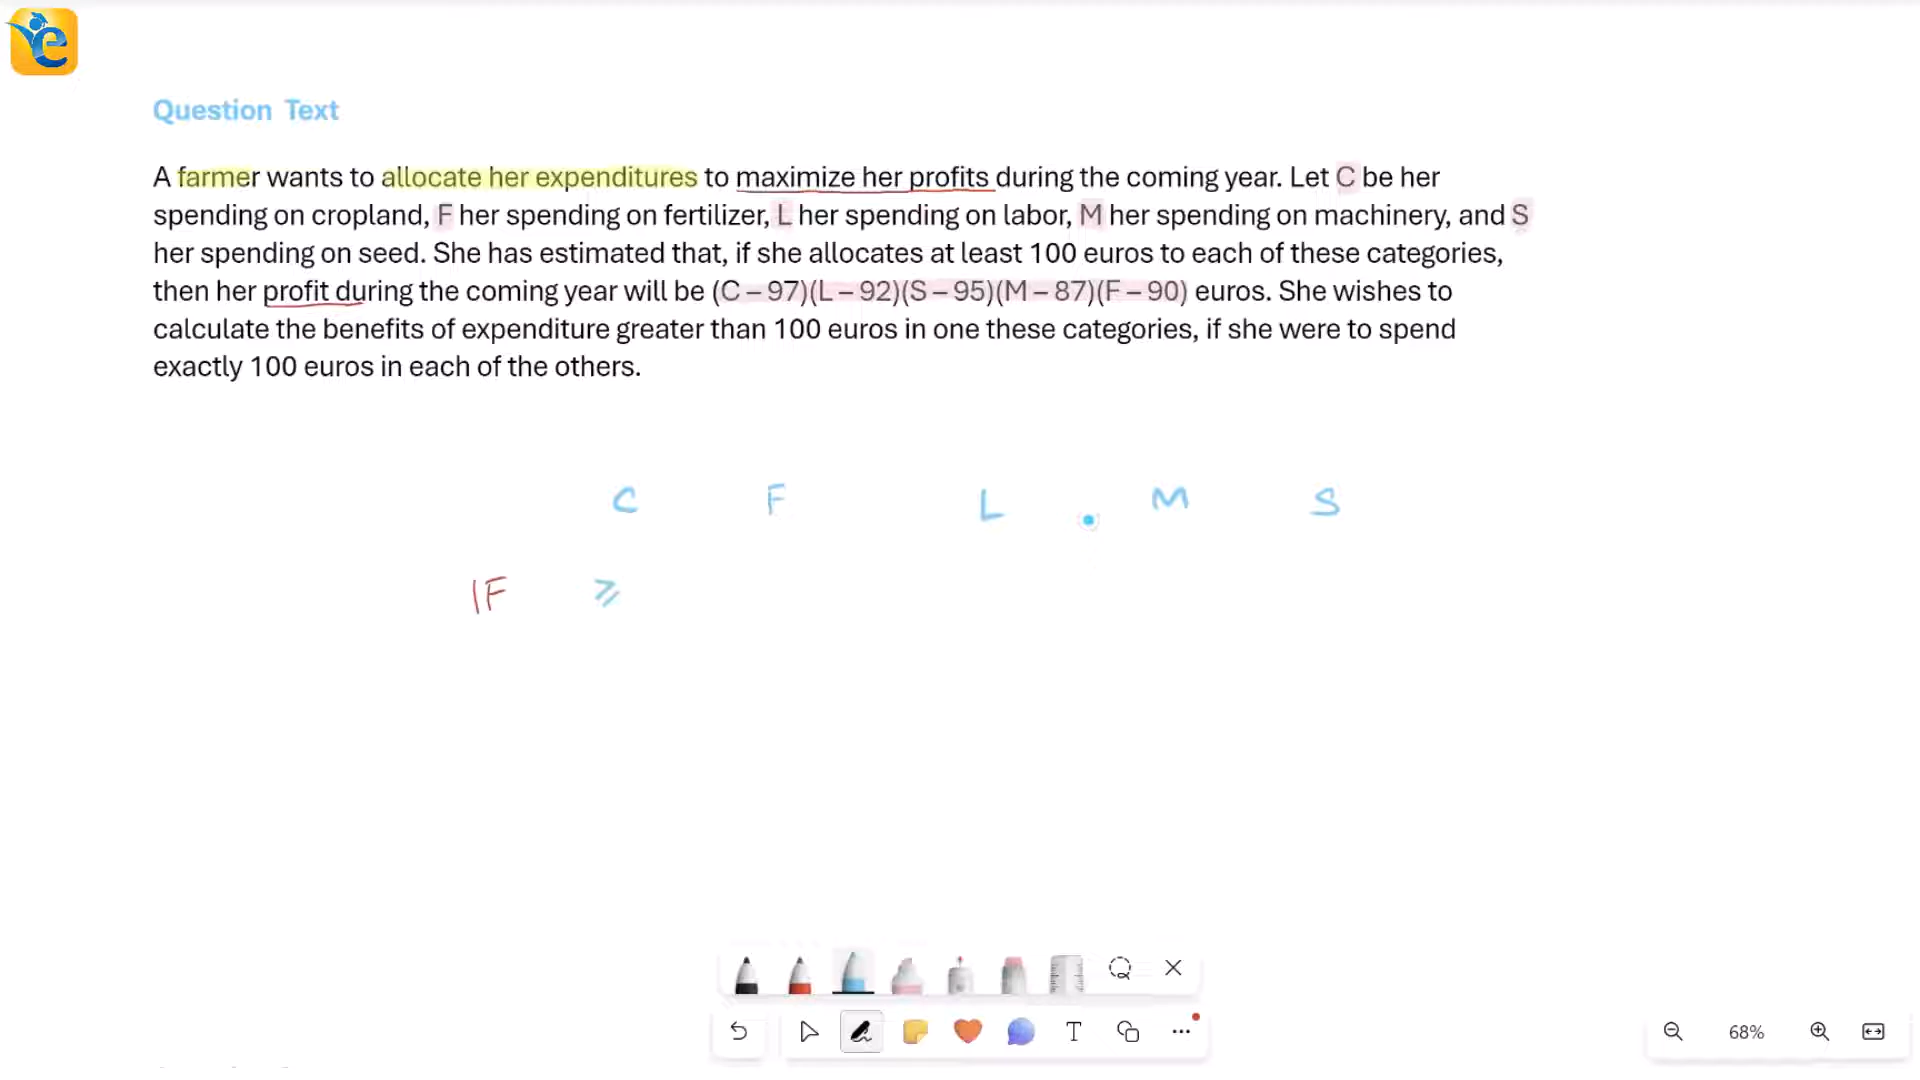 Question Text
A farmer wants to allocate her expenditures to maximize her profits during the coming year. Let C be her
spending on cropland, F her spending on fertilizer, L her spending on labor, M her spending on machinery, and S
her spending on seed. She has estimated that, if she allocates at least 100 euros to each of these categories,
then her profit during the coming year will be (C – 97)(L – 92)(S – 95)(M – 87)(F – 90) euros. She wishes to
calculate the benefits of expenditure greater than 100 euros in one these categories, if she were to spend
exactly 100 euros in each of the others.
C F L M S
IF ≥
68%